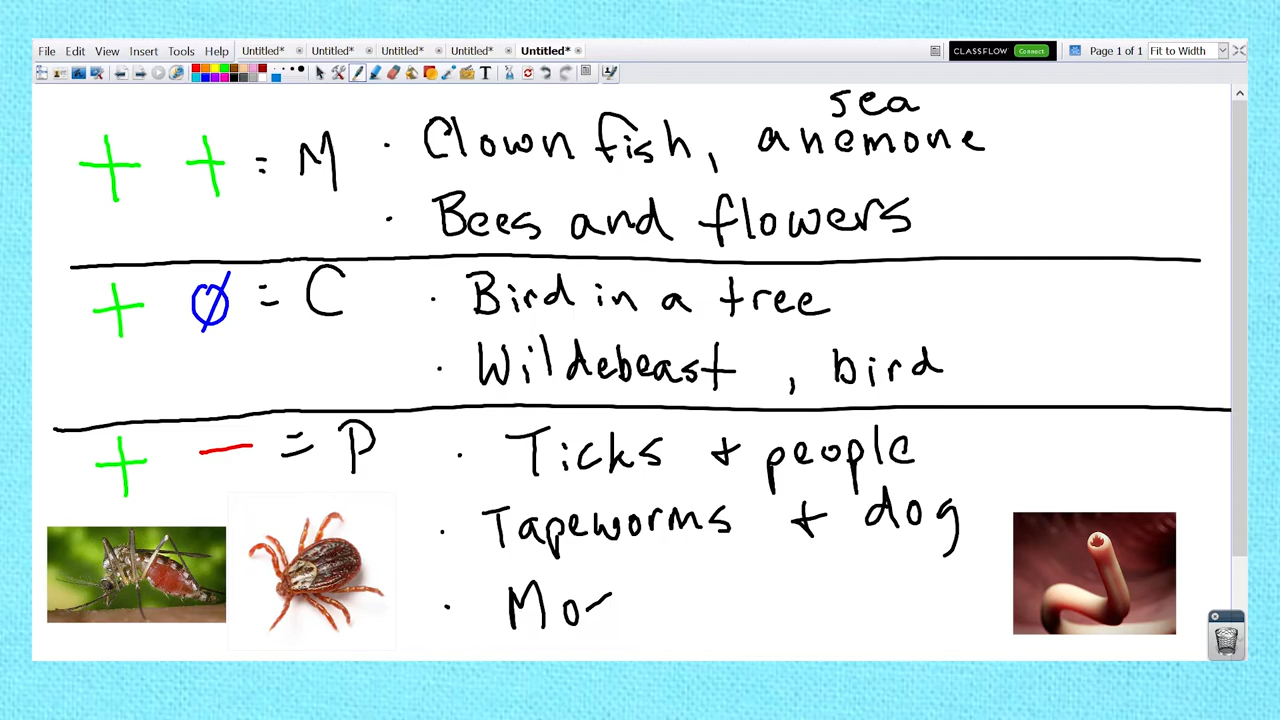 File Edit View Insert Tools Help Untitled* Untitled* Untitled* Untitled* Untitled* CLASSFLOW Connect Page 1 of 1 Fit to Width
sea
+ + = M · Clown fish, anemone
· Bees and flowers
+ ∅ = C · Bird in a tree
· Wildebeast , bird
+ - = P · Ticks + people
· Tapeworms + dog
· Mo